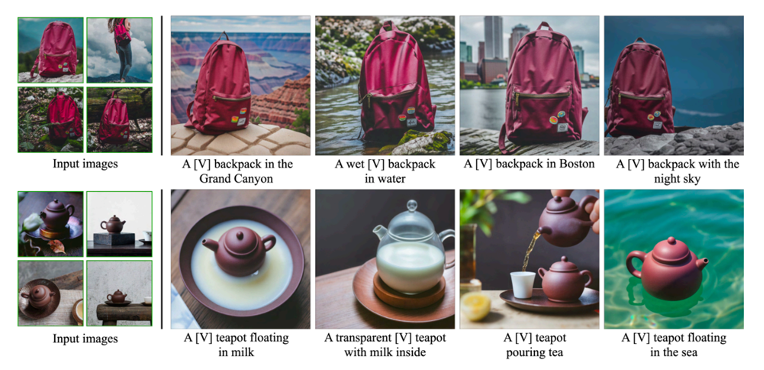 Input images
A [V] backpack in the
Grand Canyon
A wet [V] backpack
in water
A [V] backpack in Boston
A [V] backpack with the
night sky
Input images
A [V] teapot floating
in milk
A transparent [V] teapot
with milk inside
A [V] teapot
pouring tea
A [V] teapot floating
in the sea